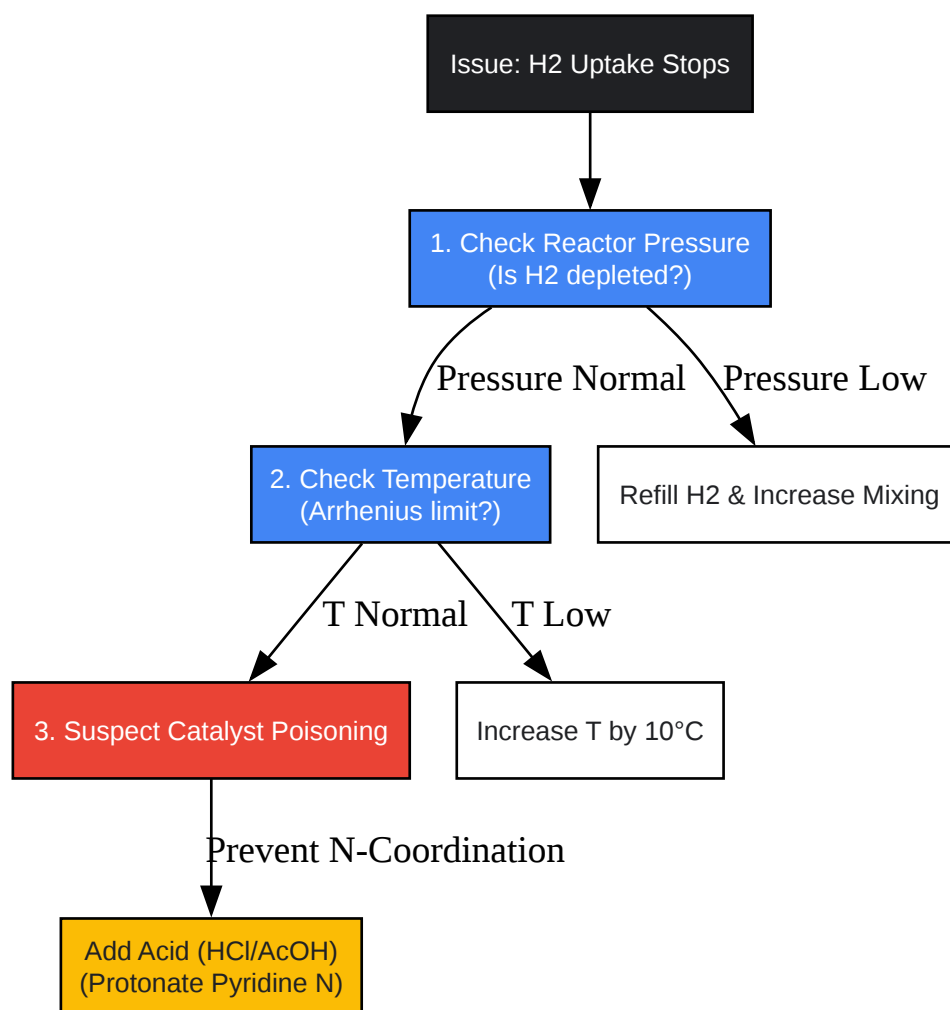 Issue: H2 Uptake Stops
1. Check Reactor Pressure
(Is H2 depleted?)
Pressure Normal
Pressure Low
2. Check Temperature
(Arrhenius limit?)
Refill H2 & Increase Mixing
T Normal
T Low
3. Suspect Catalyst Poisoning
Increase T by 10°C
Prevent N-Coordination
Add Acid (HCl/AcOH)
(Protonate Pyridine N)